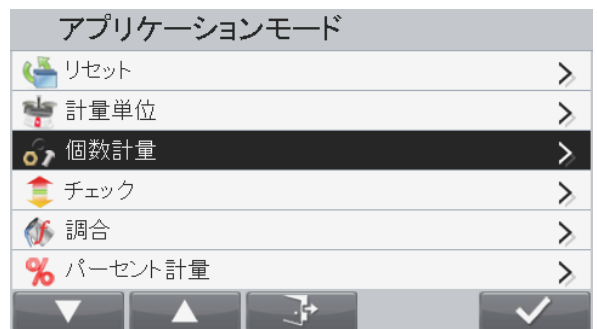 アプリケーションモード
リセット
計量単位
個数計量
チェック
調合
パーセント計量